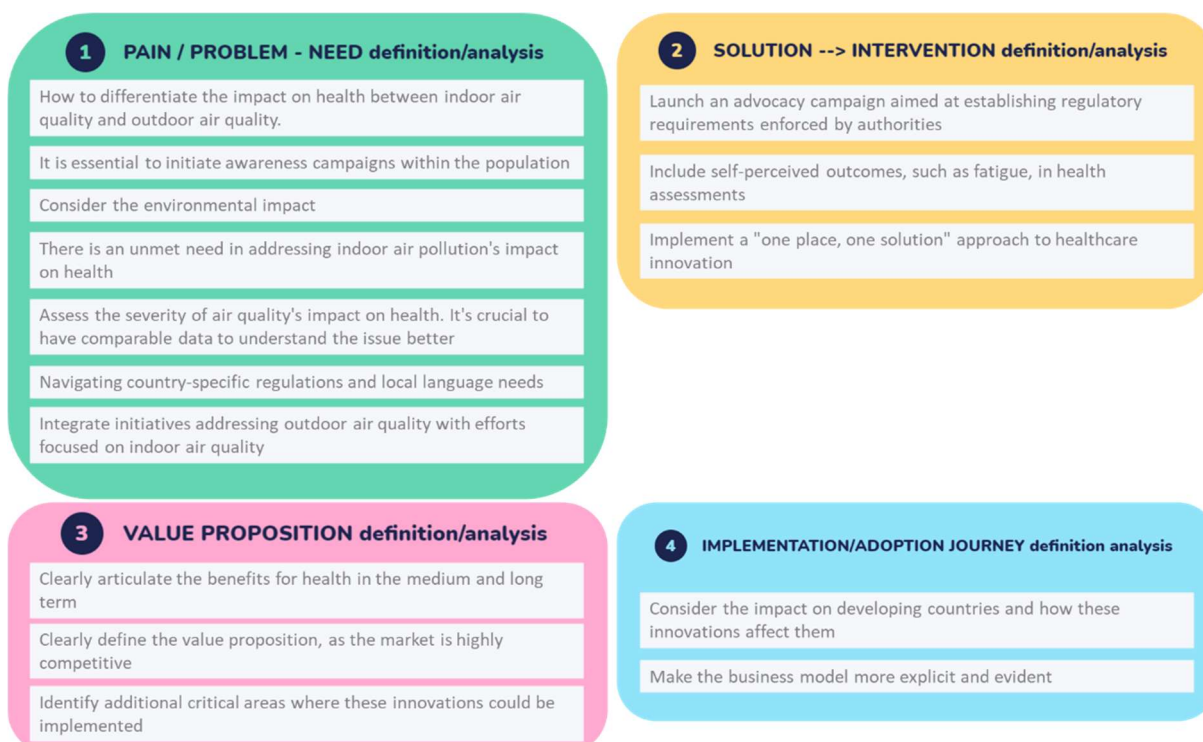 1 PAIN / PROBLEM - NEED definition/analysis
How to differentiate the impact on health between indoor air
quality and outdoor air quality.
It is essential to initiate awareness campaigns within the population
Consider the environmental impact
There is an unmet need in addressing indoor air pollution's impact
on health
Assess the severity of air quality's impact on health. It's crucial to
have comparable data to understand the issue better
Navigating country-specific regulations and local language needs
Integrate initiatives addressing outdoor air quality with efforts
focused on indoor air quality
2 SOLUTION --> INTERVENTION definition/analysis
Launch an advocacy campaign aimed at establishing regulatory
requirements enforced by authorities
Include self-perceived outcomes, such as fatigue, in health
assessments
Implement a "one place, one solution" approach to healthcare
innovation
3 VALUE PROPOSITION definition/analysis
Clearly articulate the benefits for health in the medium and long
term
Clearly define the value proposition, as the market is highly
competitive
Identify additional critical areas where these innovations could be
implemented
4 IMPLEMENTATION/ADOPTION JOURNEY definition analysis
Consider the impact on developing countries and how these
innovations affect them
Make the business model more explicit and evident